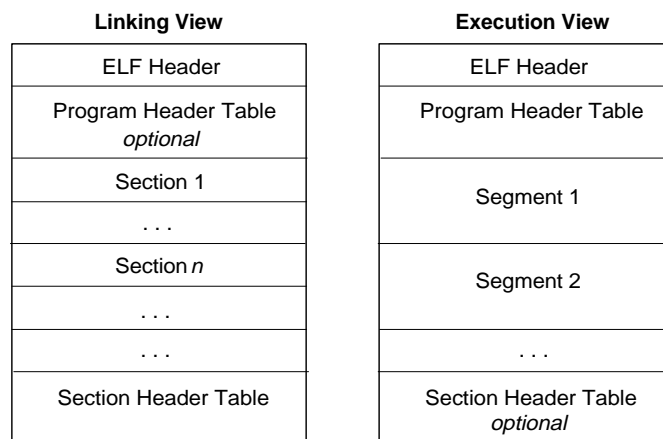 Linking View
ELF Header
Program Header Table
optional
Section 1
. . .
Section n
. . .
. . .
Section Header Table
Execution View
ELF Header
Program Header Table
Segment 1
Segment 2
. . .
Section Header Table
optional